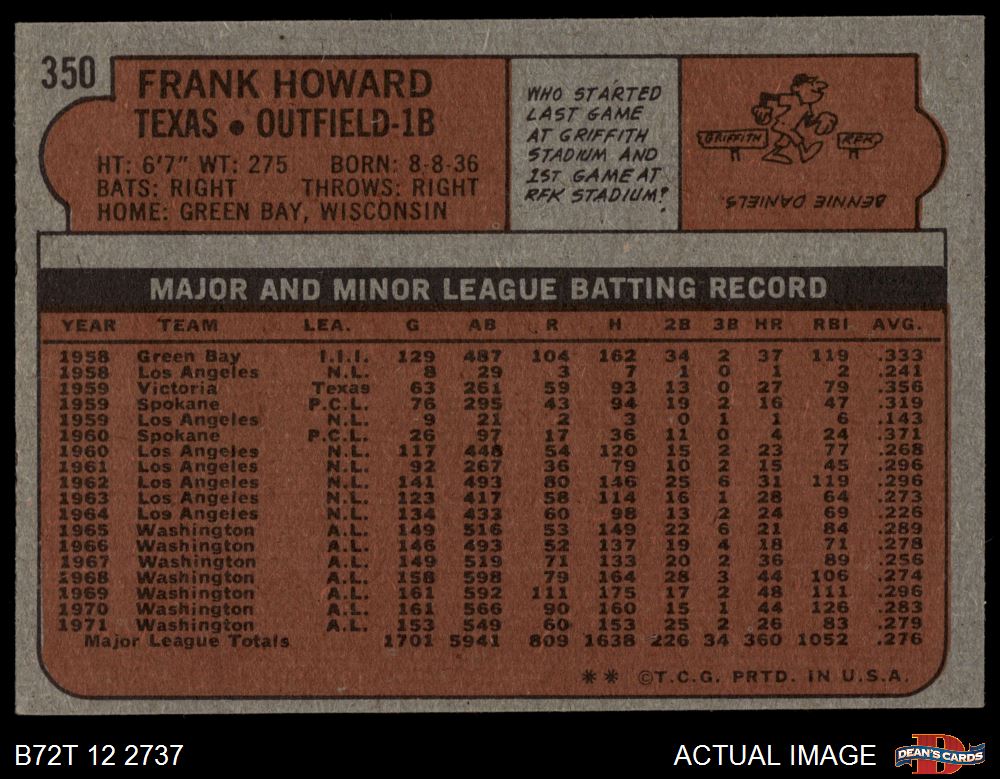 350
FRANK HOWARD
TEXAS • OUTFIELD-1B
HT: 6'7" WT: 275 BORN: 8-8-36
BATS: RIGHT THROWS: RIGHT
HOME: GREEN BAY, WISCONSIN
WHO STARTED
LAST GAME
AT GRIFFITH
STADIUM AND
1ST GAME AT
RFK STADIUM?
GRIFFITH RFK
BENNIE DANIELS
MAJOR AND MINOR LEAGUE BATTING RECORD
YEAR TEAM LEA. G AB R H 2B 3B HR RBI AVG.
1958 Green Bay I.I.I. 129 487 104 162 34 2 37 119 .333
1958 Los Angeles N.L. 8 29 3 7 1 0 1 2 .241
1959 Victoria Texas 63 261 59 93 13 0 27 79 .356
1959 Spokane P.C.L. 76 295 43 94 19 2 16 47 .319
1959 Los Angeles N.L. 9 21 2 3 0 1 1 6 .143
1960 Spokane P.C.L. 26 97 17 36 11 0 4 24 .371
1960 Los Angeles N.L. 117 448 54 120 15 2 23 77 .268
1961 Los Angeles N.L. 92 267 36 79 10 2 15 45 .296
1962 Los Angeles N.L. 141 493 80 146 25 6 31 119 .296
1963 Los Angeles N.L. 123 417 58 114 16 1 28 64 .273
1964 Los Angeles N.L. 134 433 60 98 13 2 24 69 .226
1965 Washington A.L. 149 516 53 149 22 6 21 84 .289
1966 Washington A.L. 146 493 52 137 19 4 18 71 .278
1967 Washington A.L. 149 519 71 133 20 2 36 89 .256
1968 Washington A.L. 158 598 79 164 28 3 44 106 .274
1969 Washington A.L. 161 592 111 175 17 2 48 111 .296
1970 Washington A.L. 161 566 90 160 15 1 44 126 .283
1971 Washington A.L. 153 549 60 153 25 2 26 83 .279
Major League Totals 1701 5941 809 1638 226 34 360 1052 .276
** ©T.C.G. PRTD. IN U.S.A.
B72T 12 2737
ACTUAL IMAGE
D
DEAN'S CARDS